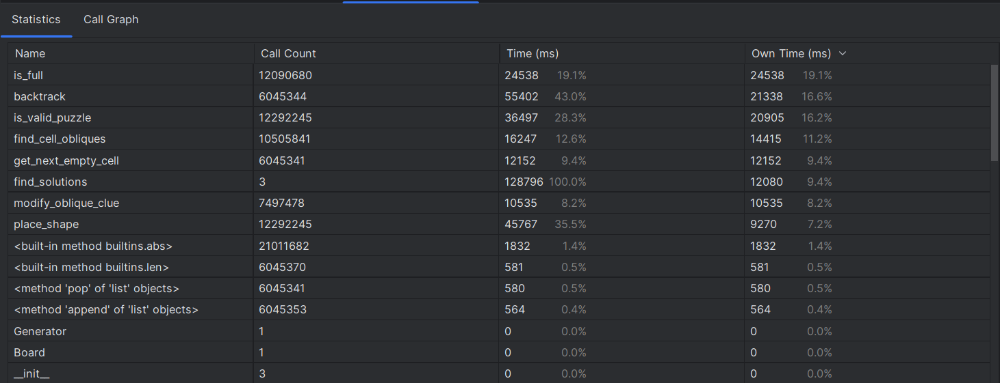 Statistics Call Graph
Name Call Count Time (ms) Own Time (ms)
is_full 12090680 24538 19.1% 24538 19.1%
backtrack 6045344 55402 43.0% 21338 16.6%
is_valid_puzzle 12292245 36497 28.3% 20905 16.2%
find_cell_obliques 10505841 16247 12.6% 14415 11.2%
get_next_empty_cell 6045341 12152 9.4% 12152 9.4%
find_solutions 3 128796 100.0% 12080 9.4%
modify_oblique_clue 7497478 10535 8.2% 10535 8.2%
place_shape 12292245 45767 35.5% 9270 7.2%
<built-in method builtins.abs> 21011682 1832 1.4% 1832 1.4%
<built-in method builtins.len> 6045370 581 0.5% 581 0.5%
<method 'pop' of 'list' objects> 6045341 580 0.5% 580 0.5%
<method 'append' of 'list' objects> 6045353 564 0.4% 564 0.4%
Generator 1 0 0.0% 0 0.0%
Board 1 0 0.0% 0 0.0%
__init__ 3 0 0.0% 0 0.0%